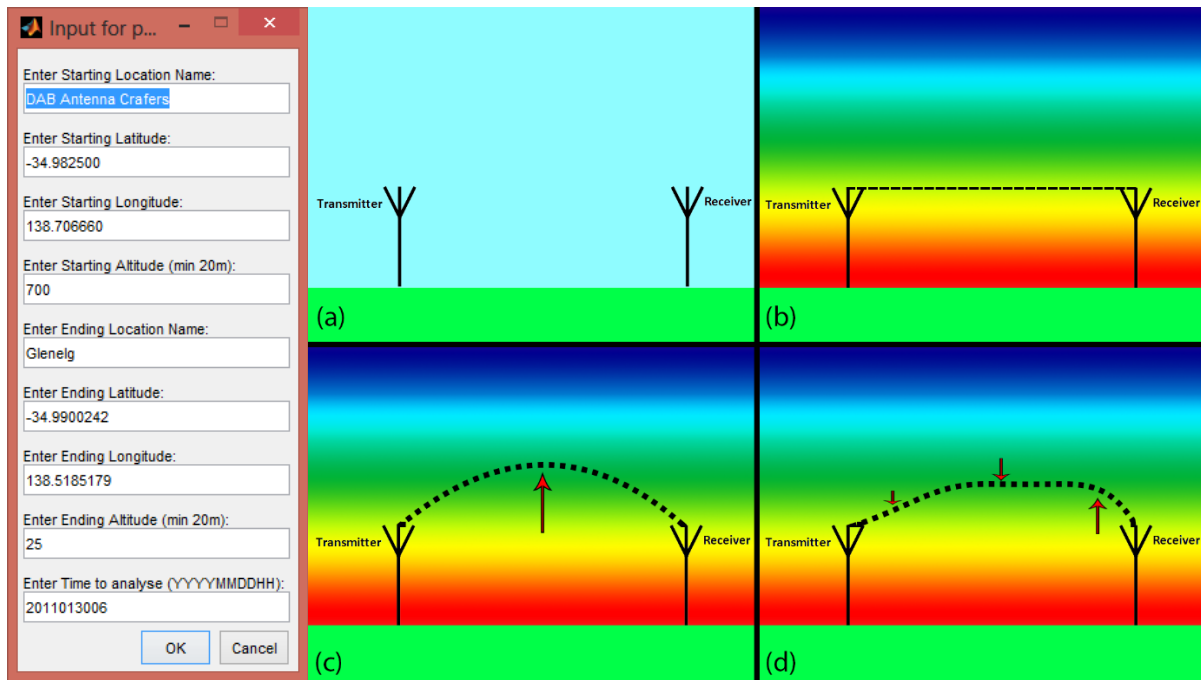 Input for p...
Enter Starting Location Name:
DAB Antenna Crafers
Enter Starting Latitude:
-34.982500
Enter Starting Longitude:
138.706660
Enter Starting Altitude (min 20m):
700
Enter Ending Location Name:
Glenelg
Enter Ending Latitude:
-34.9900242
Enter Ending Longitude:
138.5185179
Enter Ending Altitude (min 20m):
25
Enter Time to analyse (YYYYMMDDHH):
2011013006
OK Cancel
Transmitter Receiver
(a)
Transmitter Receiver
(b)
Transmitter Receiver
(c)
Transmitter Receiver
(d)